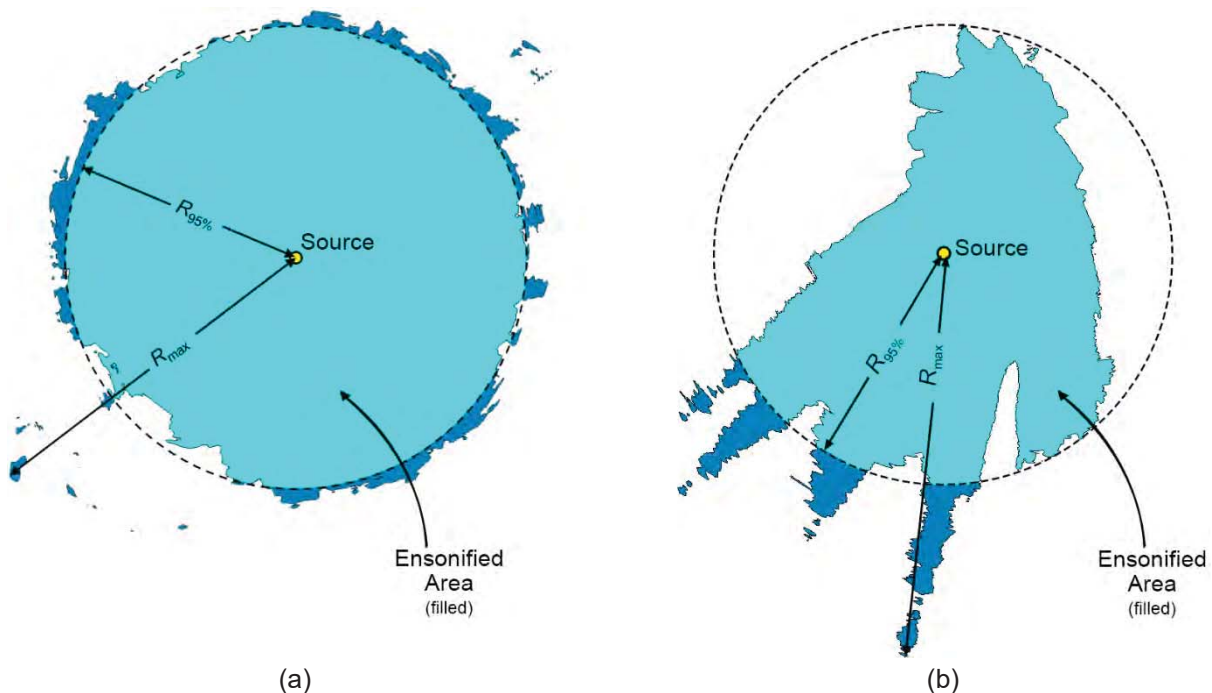 Source
R95%
Rmax
Ensonified
Area
(filled)
(a)
Source
R95%
Rmax
Ensonified
Area
(filled)
(b)